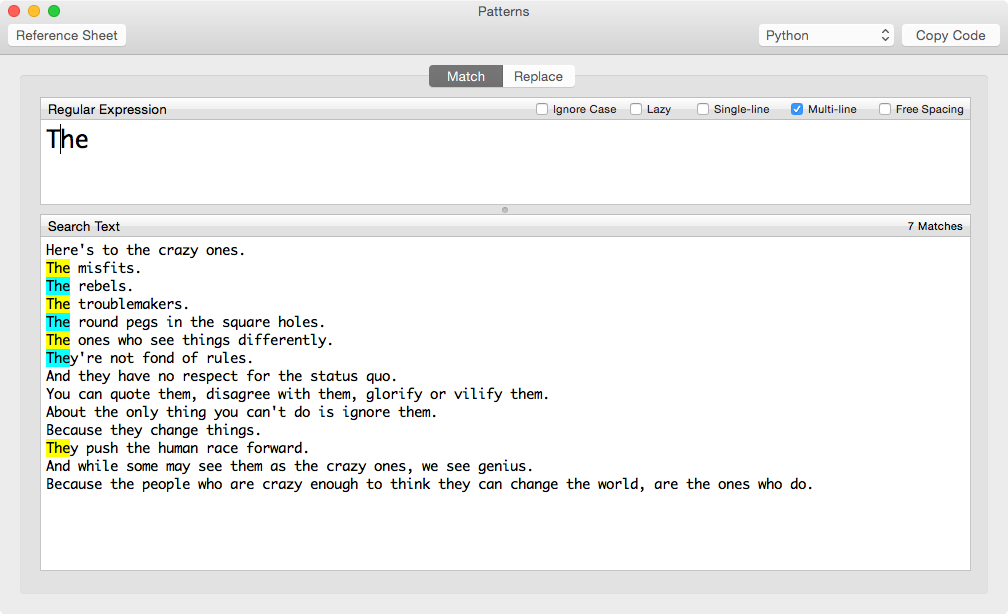 Patterns
Reference Sheet
Python
Copy Code
Match Replace
Regular Expression
Ignore Case Lazy Single-line Multi-line Free Spacing
The
Search Text
7 Matches
Here's to the crazy ones.
The misfits.
The rebels.
The troublemakers.
The round pegs in the square holes.
The ones who see things differently.
They're not fond of rules.
And they have no respect for the status quo.
You can quote them, disagree with them, glorify or vilify them.
About the only thing you can't do is ignore them.
Because they change things.
They push the human race forward.
And while some may see them as the crazy ones, we see genius.
Because the people who are crazy enough to think they can change the world, are the ones who do.